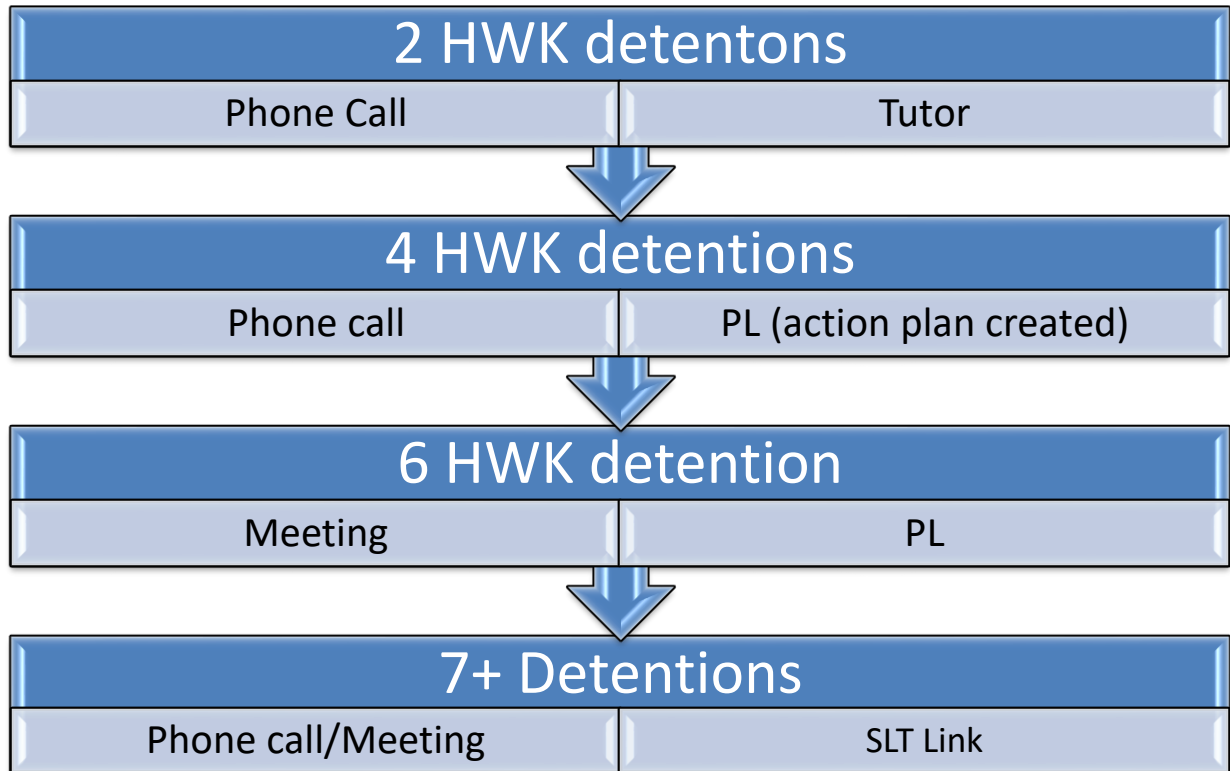 2 HWK detentons
Phone Call
Tutor
4 HWK detentions
Phone call
PL (action plan created)
6 HWK detention
Meeting
PL
7+ Detentions
Phone call/Meeting
SLT Link